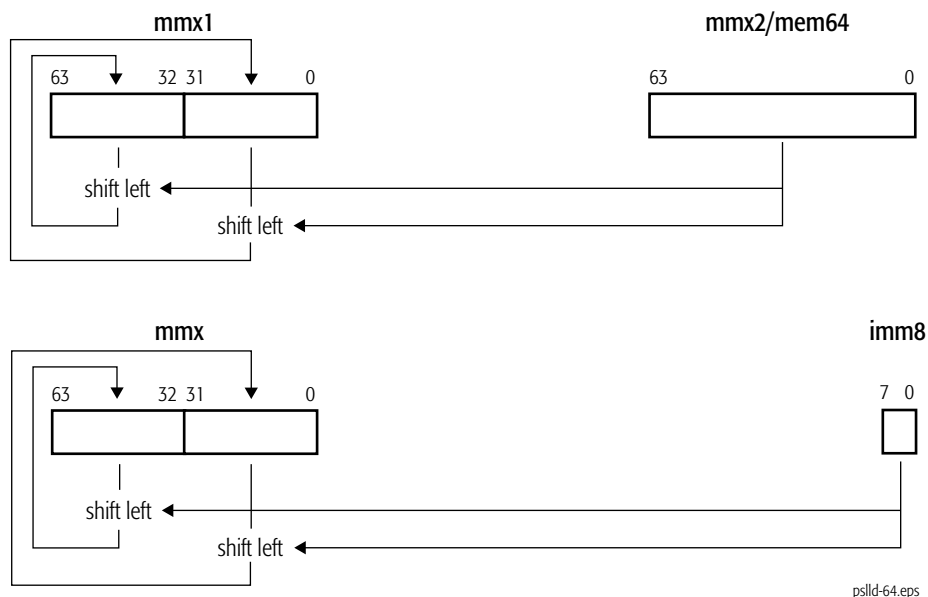 mmx1 mmx2/mem64
63 32 31 0 63 0
shift left
shift left
mmx imm8
63 32 31 0 7 0
shift left
shift left
pslld-64.eps